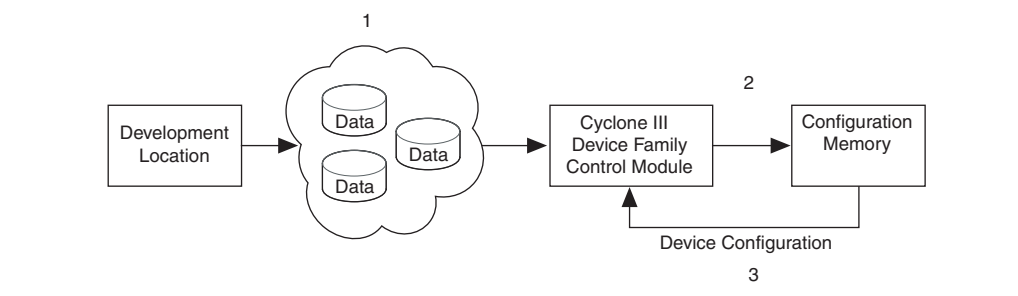 1
2
Development
Location
Data
Data
Data
Cyclone III
Device Family
Control Module
Configuration
Memory
Device Configuration
3